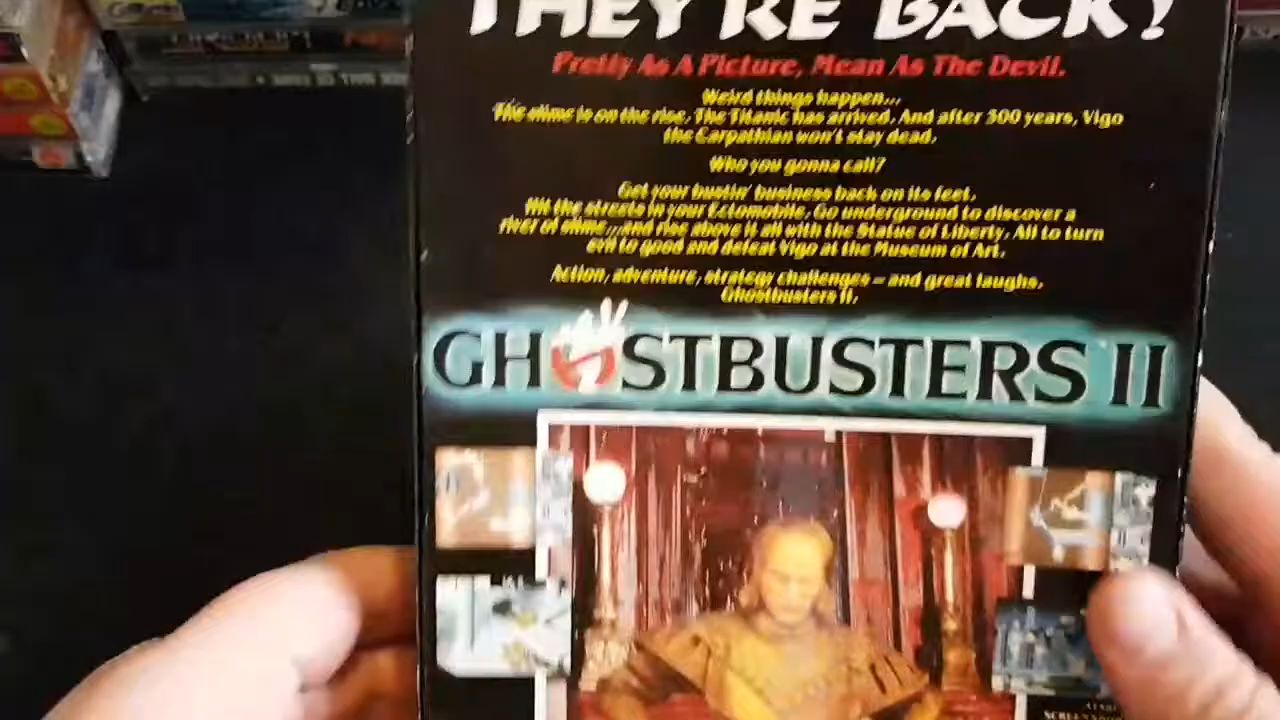 THEY'RE BACK!
Pretty As A Picture, Mean As The Devil.
Weird things happen...
The slime is on the rise. The Titanic has arrived. And after 300 years, Vigo
the Carpathian won't stay dead.
Who you gonna call?
Get your bustin' business back on its feet.
Hit the streets in your Ectomobile. Go underground to discover a
river of slime...and rise above it all with the Statue of Liberty. All to turn
evil to good and defeat Vigo at the Museum of Art.
Action, adventure, strategy challenges – and great laughs.
Ghostbusters II.
GHOSTBUSTERS II